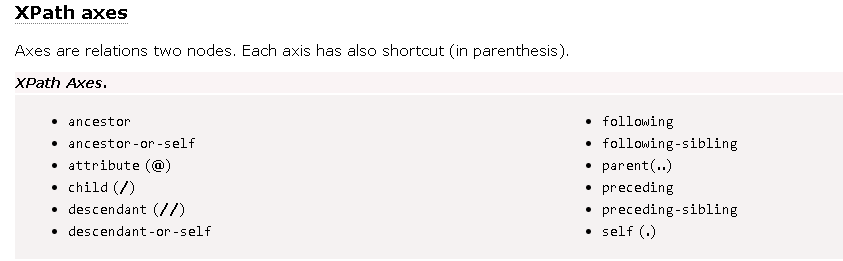 XPath axes
Axes are relations two nodes. Each axis has also shortcut (in parenthesis).
XPath Axes.
• ancestor
• ancestor-or-self
• attribute (@)
• child (/)
• descendant (//)
• descendant-or-self
• following
• following-sibling
• parent(..)
• preceding
• preceding-sibling
• self (.)